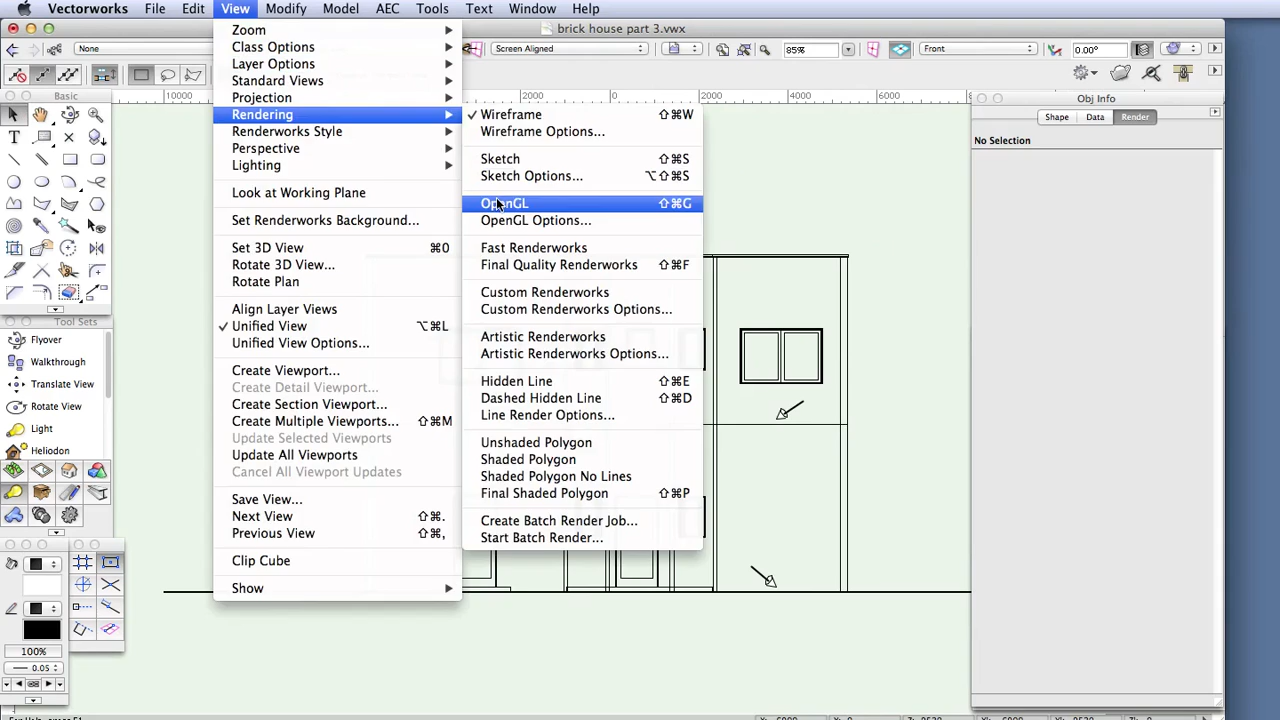 Vectorworks File Edit View Modify Model AEC Tools Text Window Help
brick house part 3.vwx
None Screen Aligned 85% Front 0.00°
Basic
10000 2000 0 2000 4000 6000
Obj Info
Shape Data Render
No Selection
Tool Sets
Flyover
Walkthrough
Translate View
Rotate View
Light
Heliodon
100%
0.05
Zoom
Class Options
Layer Options
Standard Views
Projection
Rendering
Renderworks Style
Perspective
Lighting
Look at Working Plane
Set Renderworks Background...
Set 3D View ⌘0
Rotate 3D View...
Rotate Plan
Align Layer Views
✓ Unified View ⌥⌘L
Unified View Options...
Create Viewport...
Create Detail Viewport...
Create Section Viewport...
Create Multiple Viewports... ⇧⌘M
Update Selected Viewports
Update All Viewports
Cancel All Viewport Updates
Save View...
Next View ⇧⌘.
Previous View ⇧⌘,
Clip Cube
Show
✓ Wireframe ⇧⌘W
Wireframe Options...
Sketch ⇧⌘S
Sketch Options... ⌥⇧⌘S
OpenGL ⇧⌘G
OpenGL Options...
Fast Renderworks
Final Quality Renderworks ⇧⌘F
Custom Renderworks
Custom Renderworks Options...
Artistic Renderworks
Artistic Renderworks Options...
Hidden Line ⇧⌘E
Dashed Hidden Line ⇧⌘D
Line Render Options...
Unshaded Polygon
Shaded Polygon
Shaded Polygon No Lines
Final Shaded Polygon ⇧⌘P
Create Batch Render Job...
Start Batch Render...